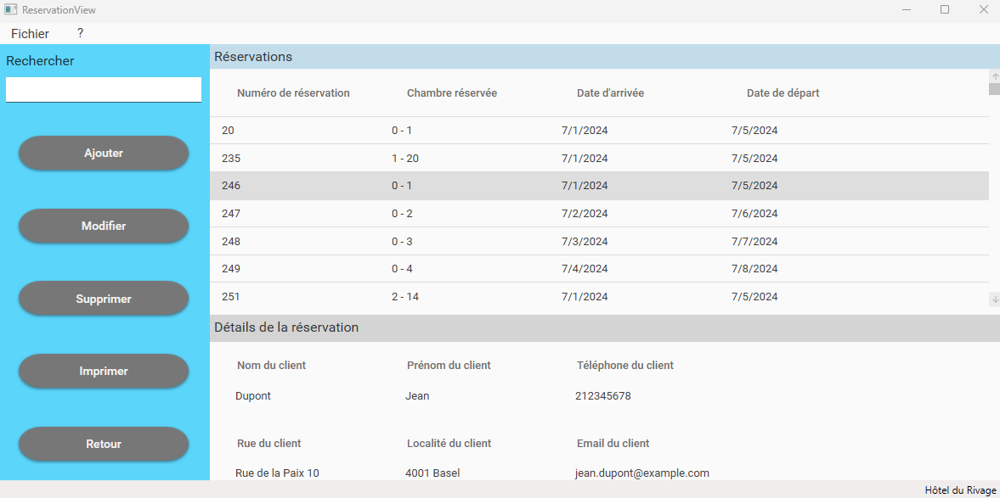 ReservationView
Fichier ?
Rechercher
Ajouter
Modifier
Supprimer
Imprimer
Retour
Réservations
Numéro de réservation Chambre réservée Date d'arrivée Date de départ
20 0 - 1 7/1/2024 7/5/2024
235 1 - 20 7/1/2024 7/5/2024
246 0 - 1 7/1/2024 7/5/2024
247 0 - 2 7/2/2024 7/6/2024
248 0 - 3 7/3/2024 7/7/2024
249 0 - 4 7/4/2024 7/8/2024
251 2 - 14 7/1/2024 7/5/2024
Détails de la réservation
Nom du client Prénom du client Téléphone du client
Dupont Jean 212345678
Rue du client Localité du client Email du client
Rue de la Paix 10 4001 Basel jean.dupont@example.com
Hôtel du Rivage